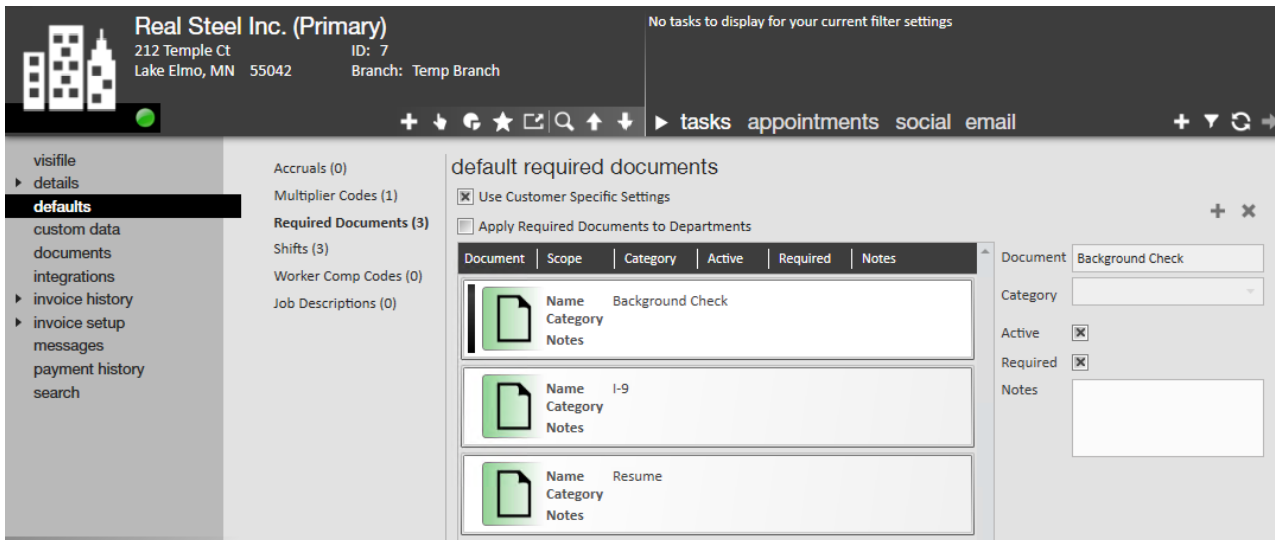 Real Steel Inc. (Primary)
212 Temple Ct ID: 7
Lake Elmo, MN 55042 Branch: Temp Branch
No tasks to display for your current filter settings
tasks appointments social email
visifile
details
defaults
custom data
documents
integrations
invoice history
invoice setup
messages
payment history
search
Accruals (0)
Multiplier Codes (1)
Required Documents (3)
Shifts (3)
Worker Comp Codes (0)
Job Descriptions (0)
default required documents
Use Customer Specific Settings
Apply Required Documents to Departments
Document Scope Category Active Required Notes
Name Background Check
Category
Notes
Name I-9
Category
Notes
Name Resume
Category
Notes
Document Background Check
Category
Active
Required
Notes